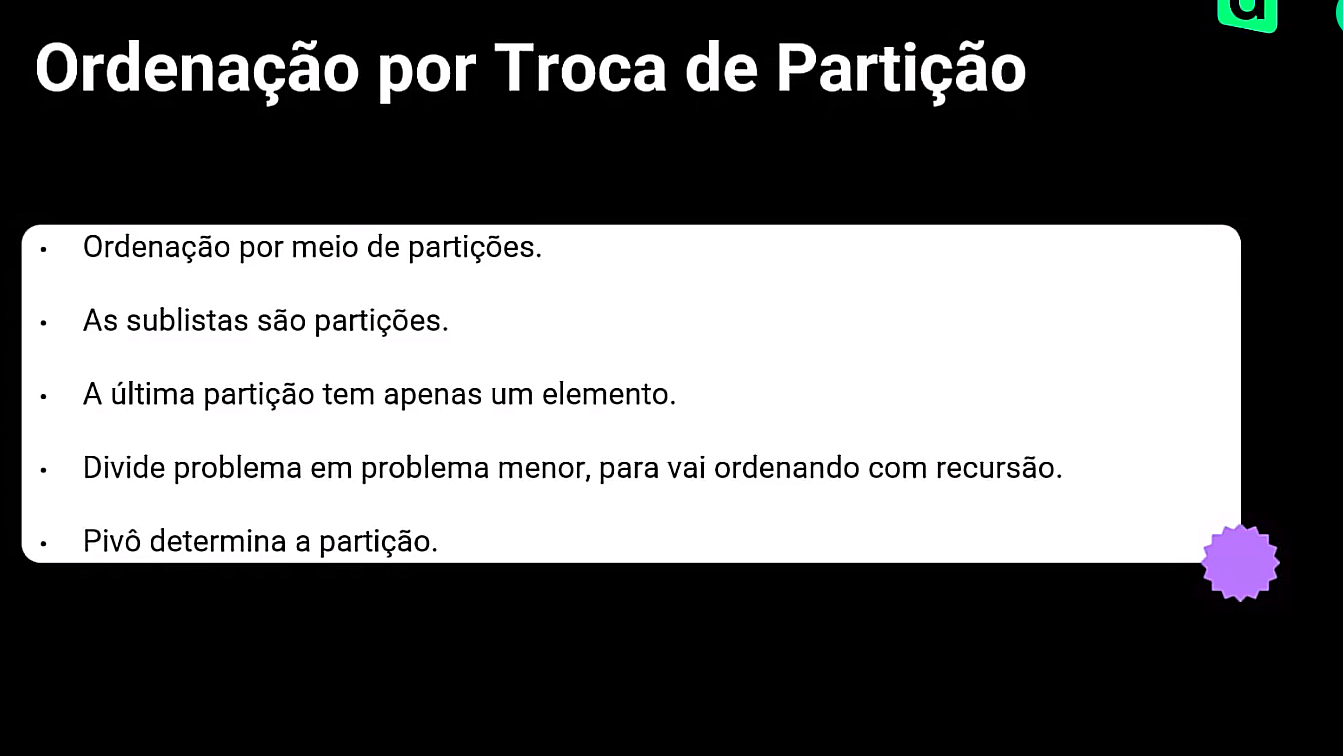 Ordenação por Troca de Partição
• Ordenação por meio de partições.
• As sublistas são partições.
• A última partição tem apenas um elemento.
• Divide problema em problema menor, para vai ordenando com recursão.
• Pivô determina a partição.